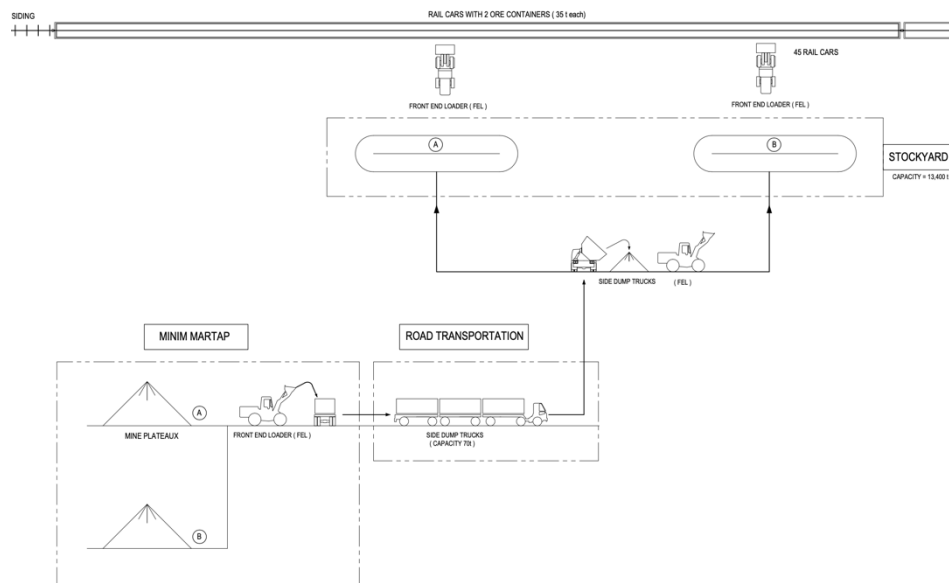 SIDING
RAIL CARS WITH 2 ORE CONTAINERS ( 35 t each)
45 RAIL CARS
FRONT END LOADER ( FEL )
FRONT END LOADER ( FEL )
A
B
STOCKYARD
CAPACITY = 13,400 t
SIDE DUMP TRUCKS
( FEL )
MINIM MARTAP
ROAD TRANSPORTATION
A
MINE PLATEAUX
FRONT END LOADER ( FEL )
SIDE DUMP TRUCKS
( CAPACITY 70t )
B